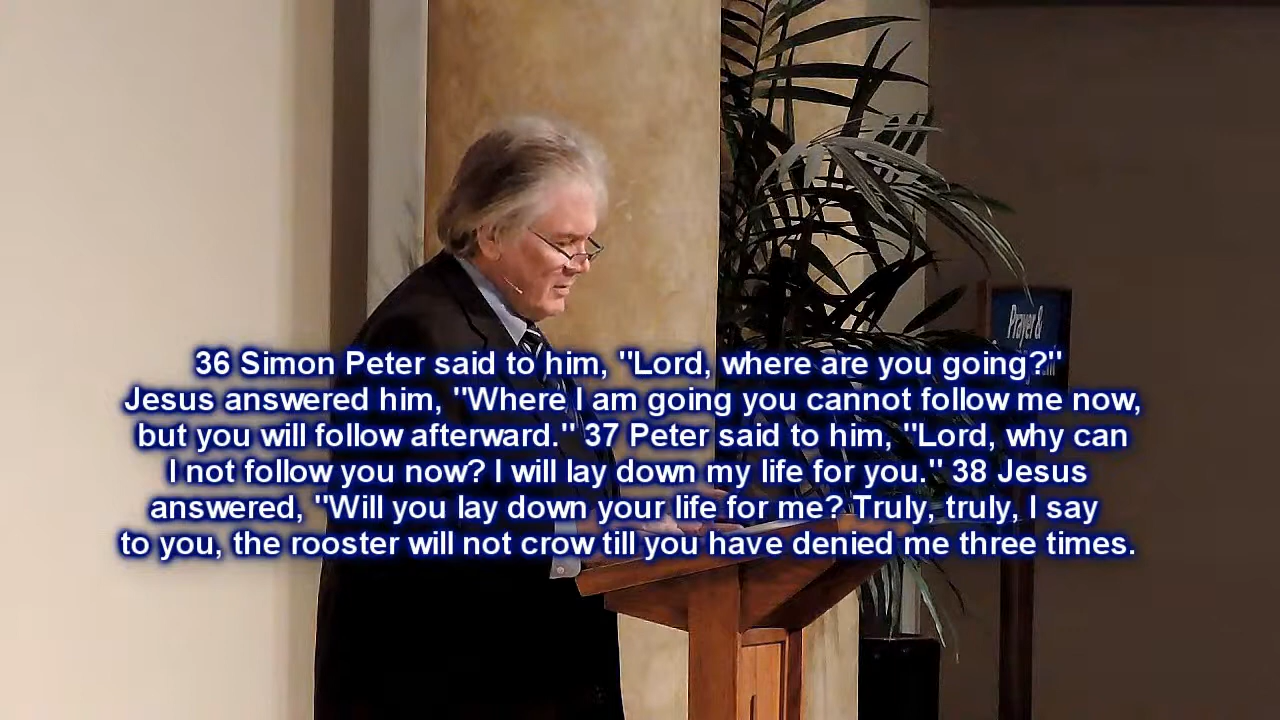 Prayer &
36 Simon Peter said to him, "Lord, where are you going?"
Jesus answered him, "Where I am going you cannot follow me now,
but you will follow afterward." 37 Peter said to him, "Lord, why can
I not follow you now? I will lay down my life for you." 38 Jesus
answered, "Will you lay down your life for me? Truly, truly, I say
to you, the rooster will not crow till you have denied me three times.